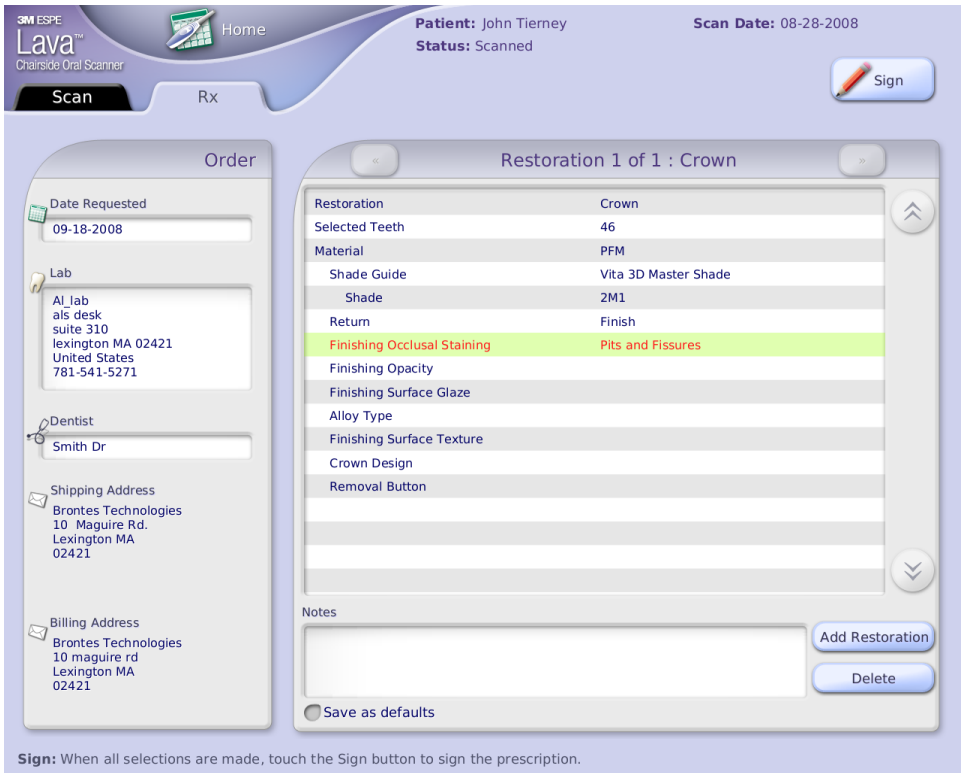 3M ESPE
Lava™
Chairside Oral Scanner
Home
Patient: John Tierney
Status: Scanned
Scan Date: 08-28-2008
Sign
Scan
Rx
Order
Date Requested
09-18-2008
Lab
Al_lab
als desk
suite 310
lexington MA 02421
United States
781-541-5271
Dentist
Smith Dr
Shipping Address
Brontes Technologies
10 Maguire Rd.
Lexington MA
02421
Billing Address
Brontes Technologies
10 maguire rd
Lexington MA
02421
« Restoration 1 of 1 : Crown »
Restoration Crown
Selected Teeth 46
Material PFM
Shade Guide Vita 3D Master Shade
Shade 2M1
Return Finish
Finishing Occlusal Staining Pits and Fissures
Finishing Opacity
Finishing Surface Glaze
Alloy Type
Finishing Surface Texture
Crown Design
Removal Button
Notes
Add Restoration
Delete
Save as defaults
Sign: When all selections are made, touch the Sign button to sign the prescription.